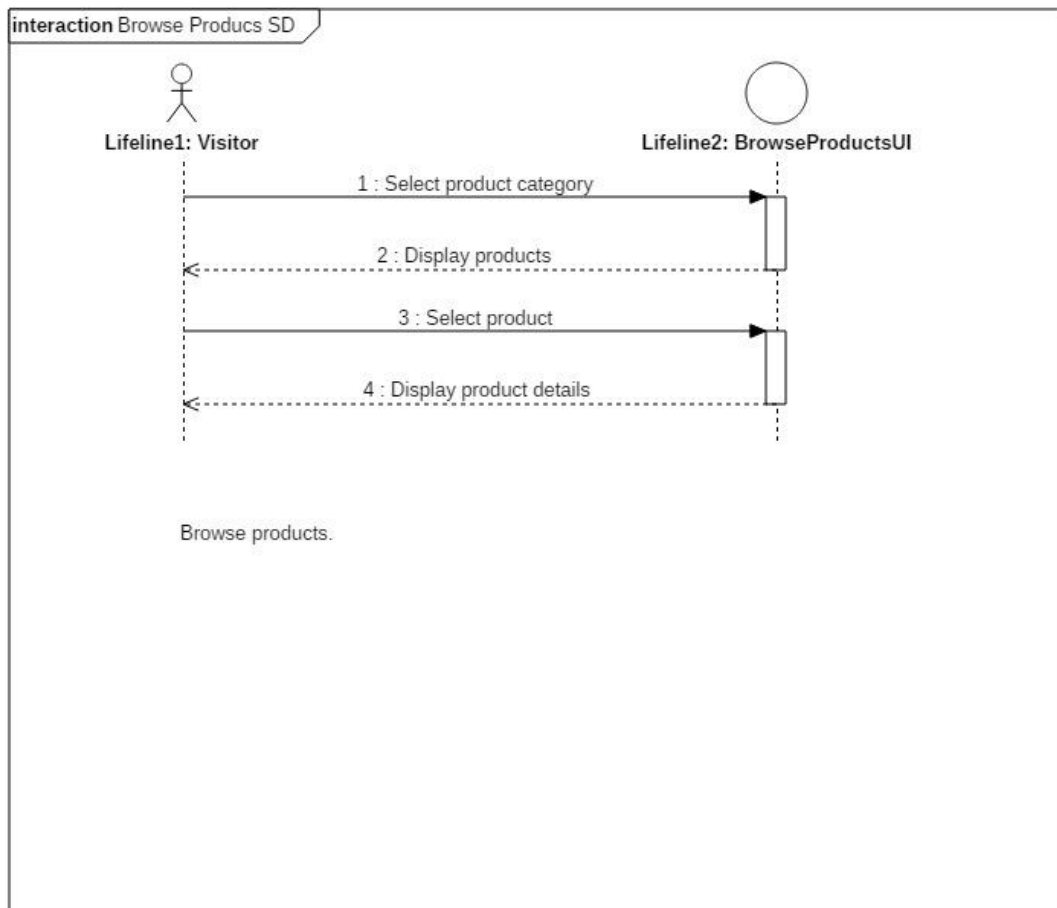 interaction Browse Producs SD
Lifeline1: Visitor
Lifeline2: BrowseProductsUI
1 : Select product category
2 : Display products
3 : Select product
4 : Display product details
Browse products.